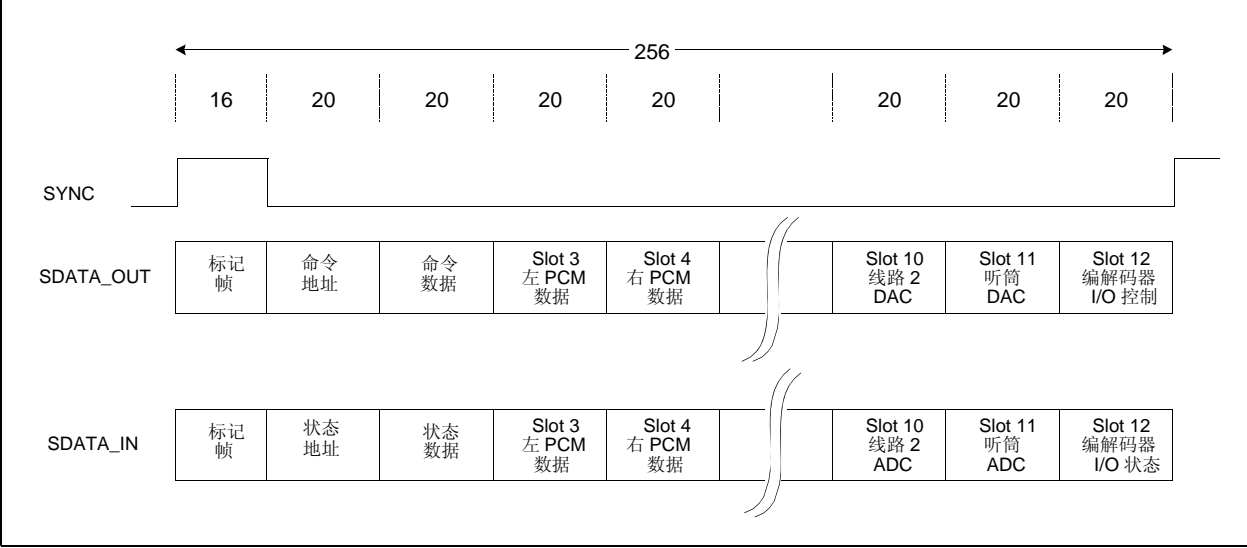 256
16 20 20 20 20 20 20 20
SYNC
SDATA_OUT
标记
帧
命令
地址
命令
数据
Slot 3
左 PCM
数据
Slot 4
右 PCM
数据
Slot 10
线路 2
DAC
Slot 11
听筒
DAC
Slot 12
编解码器
I/O 控制
SDATA_IN
标记
帧
状态
地址
状态
数据
Slot 3
左 PCM
数据
Slot 4
右 PCM
数据
Slot 10
线路 2
ADC
Slot 11
听筒
ADC
Slot 12
编解码器
I/O 状态